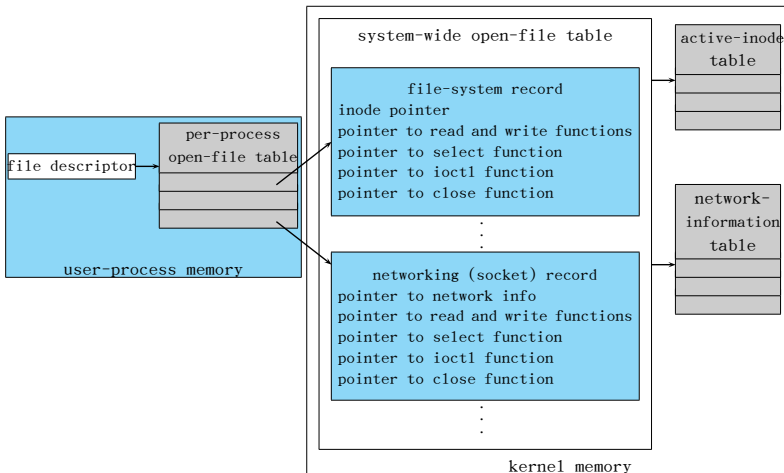 system-wide open-file table
file-system record
inode pointer
pointer to read and write functions
pointer to select function
pointer to ioctl function
pointer to close function
networking (socket) record
pointer to network info
pointer to read and write functions
pointer to select function
pointer to ioctl function
pointer to close function
kernel memory
per-process
open-file table
file descriptor
user-process memory
active-inode
table
network-
information
table